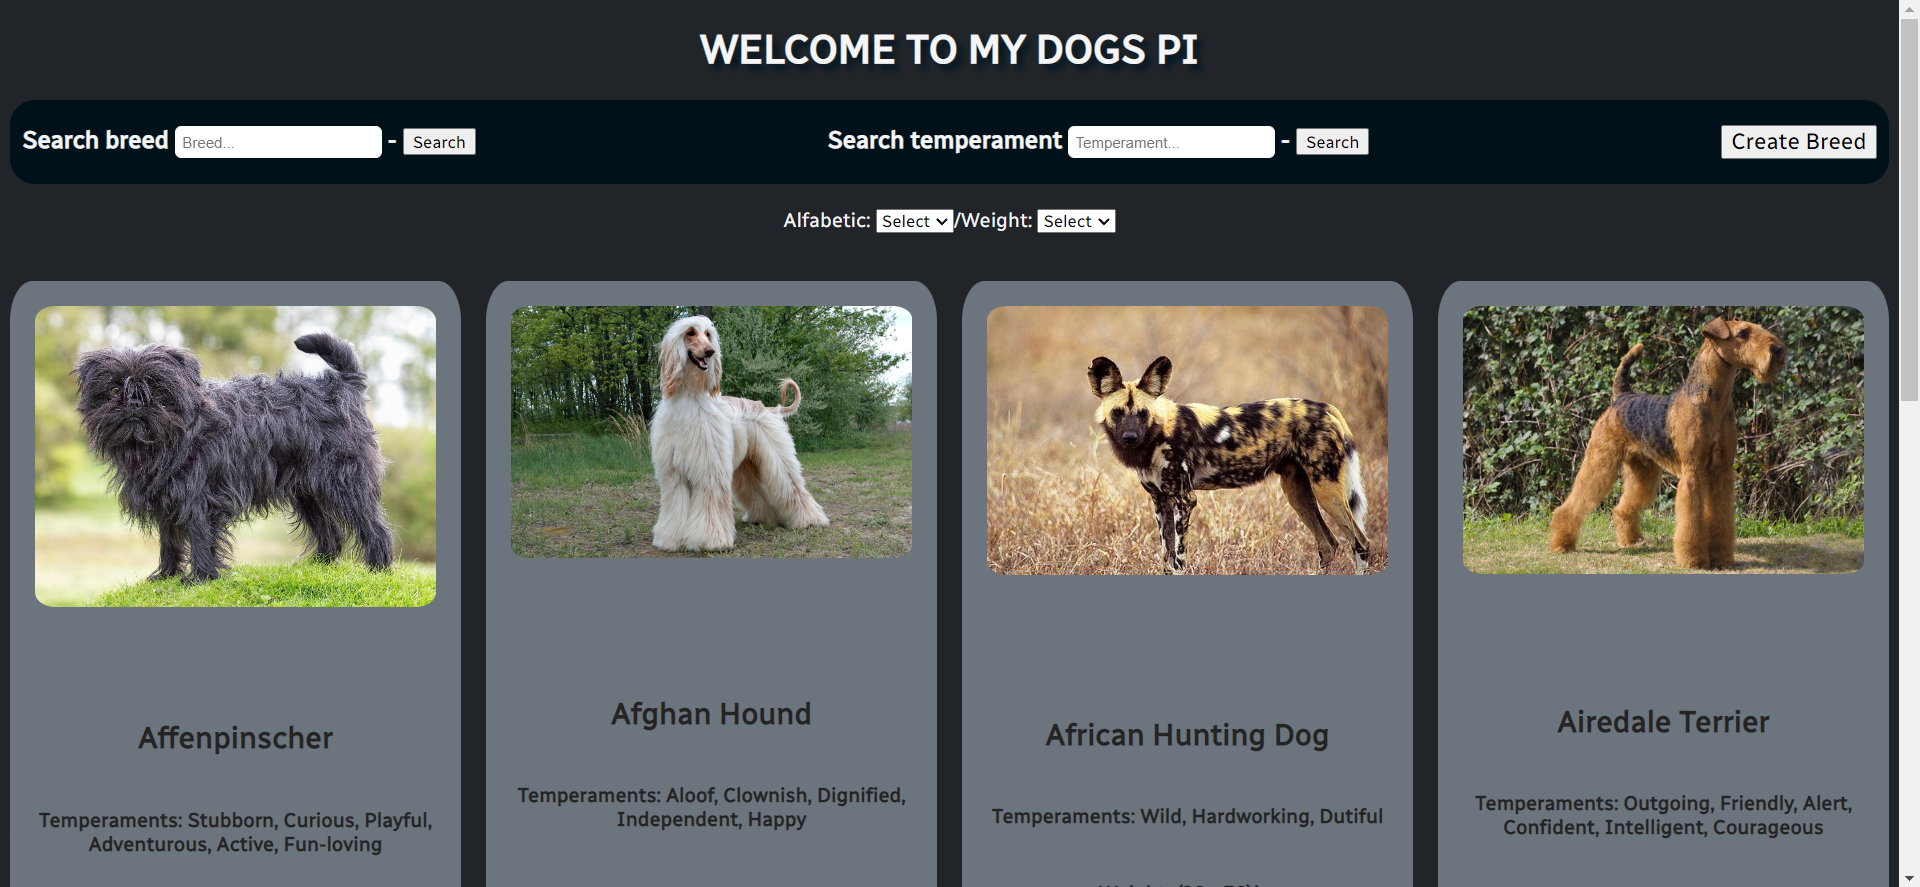 WELCOME TO MY DOGS PI
Search breed Breed... - Search
Search temperament Temperament... - Search
Create Breed
Alfabetic: Select /Weight: Select
Affenpinscher
Temperaments: Stubborn, Curious, Playful,
Adventurous, Active, Fun-loving
Afghan Hound
Temperaments: Aloof, Clownish, Dignified,
Independent, Happy
African Hunting Dog
Temperaments: Wild, Hardworking, Dutiful
Airedale Terrier
Temperaments: Outgoing, Friendly, Alert,
Confident, Intelligent, Courageous